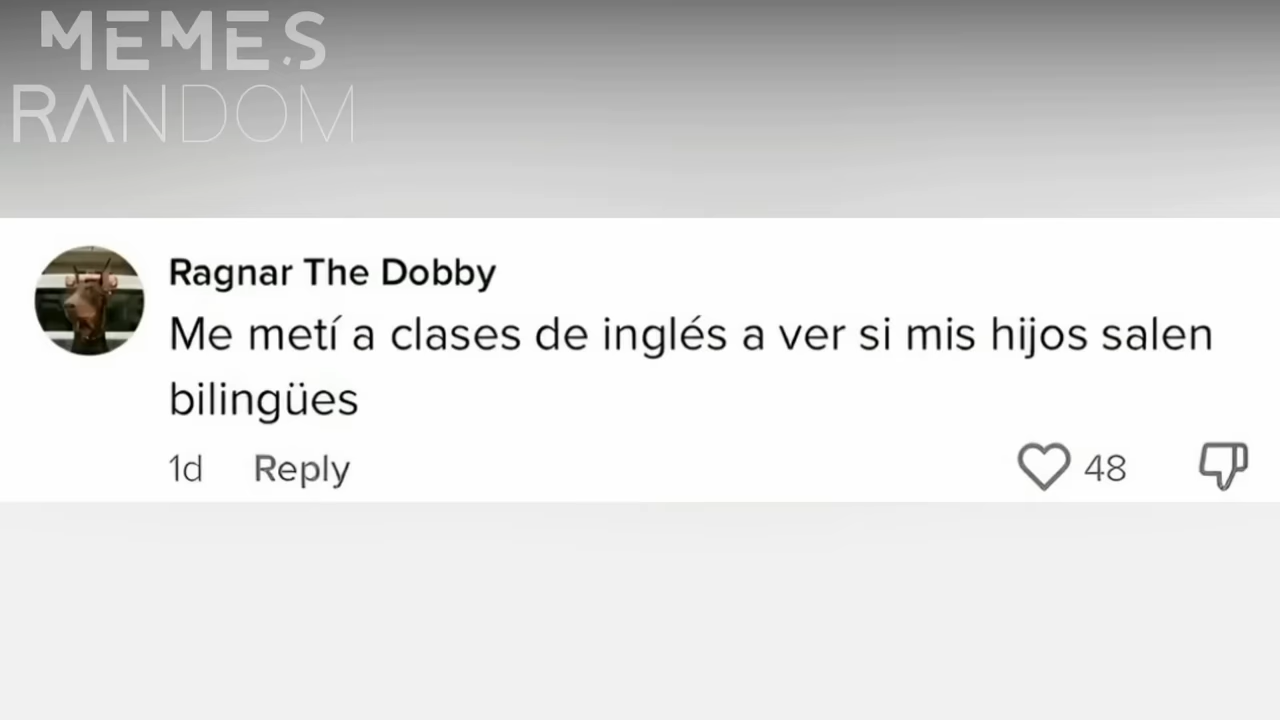 MEMES
RANDOM
Ragnar The Dobby
Me metí a clases de inglés a ver si mis hijos salen
bilingües
1d Reply 48